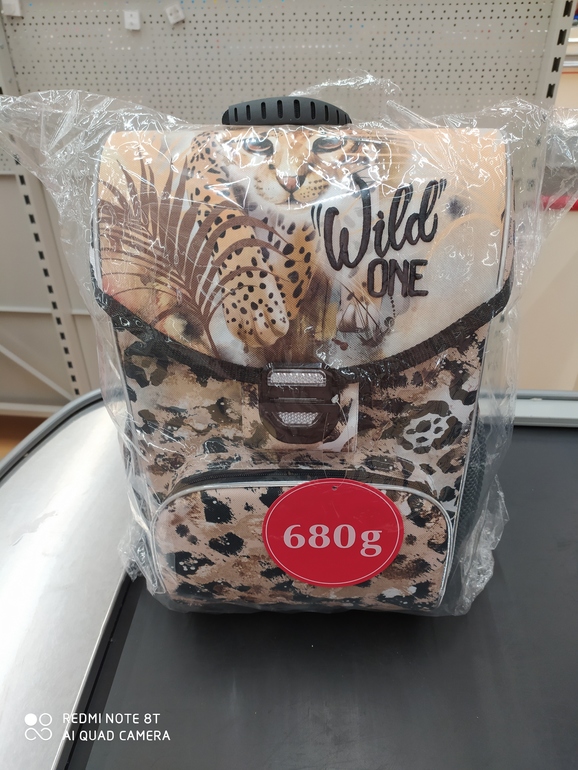 "Wild"
ONE
680g
REDMI NOTE 8T
AI QUAD CAMERA